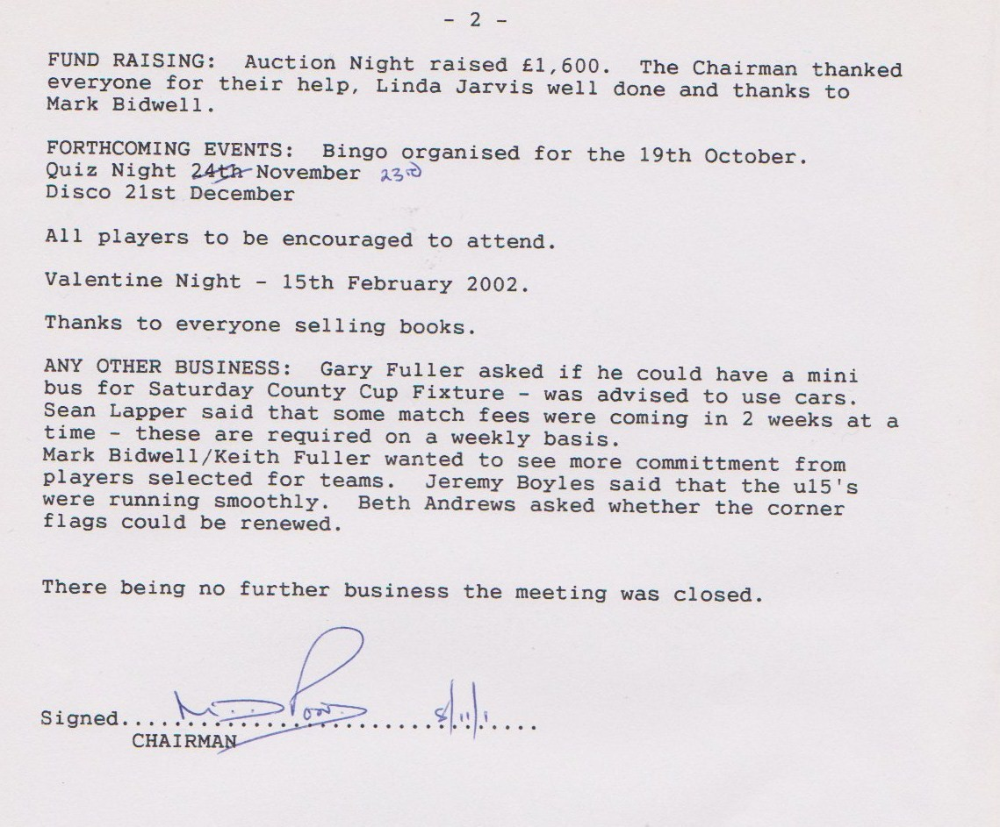 - 2 -
FUND RAISING: Auction Night raised £1,600. The Chairman thanked
everyone for their help, Linda Jarvis well done and thanks to
Mark Bidwell.
FORTHCOMING EVENTS: Bingo organised for the 19th October.
Quiz Night 24th November 23rd
Disco 21st December
All players to be encouraged to attend.
Valentine Night - 15th February 2002.
Thanks to everyone selling books.
ANY OTHER BUSINESS: Gary Fuller asked if he could have a mini
bus for Saturday County Cup Fixture - was advised to use cars.
Sean Lapper said that some match fees were coming in 2 weeks at a
time - these are required on a weekly basis.
Mark Bidwell/Keith Fuller wanted to see more committment from
players selected for teams. Jeremy Boyles said that the u15's
were running smoothly. Beth Andrews asked whether the corner
flags could be renewed.
There being no further business the meeting was closed.
Signed.......................................... 8/11/1
CHAIRMAN